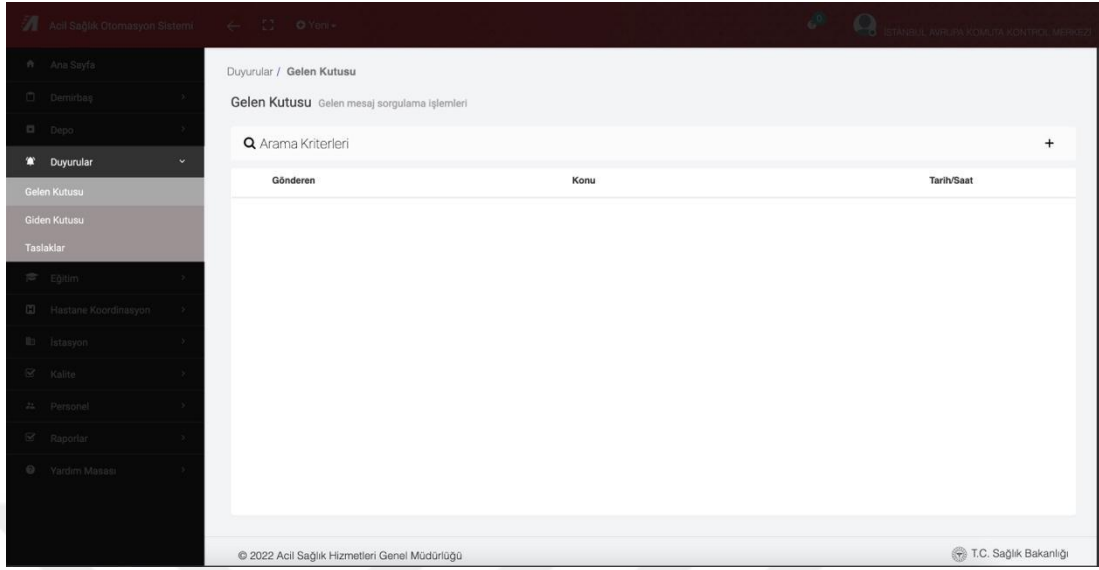 Acil Sağlık Otomasyon Sistemi
Yeni
0
İSTANBUL AVRUPA KOMUTA KONTROL MERKEZİ
Ana Sayfa
Demirbaş
Depo
Duyurular
Gelen Kutusu
Giden Kutusu
Taslaklar
Eğitim
Hastane Koordinasyon
İstasyon
Kalite
Personel
Raporlar
Yardım Masası
Duyurular / Gelen Kutusu
Gelen Kutusu Gelen mesaj sorgulama işlemleri
Arama Kriterleri +
Gönderen Konu Tarih/Saat
© 2022 Acil Sağlık Hizmetleri Genel Müdürlüğü T.C. Sağlık Bakanlığı